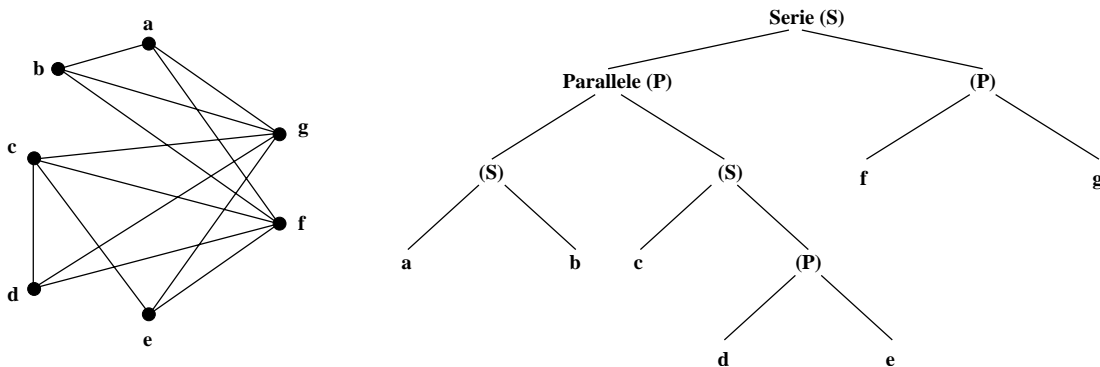 a
b
g
c
f
d
e
Serie (S)
Parallele (P) (P)
(S) (S) f g
a b c (P)
d e